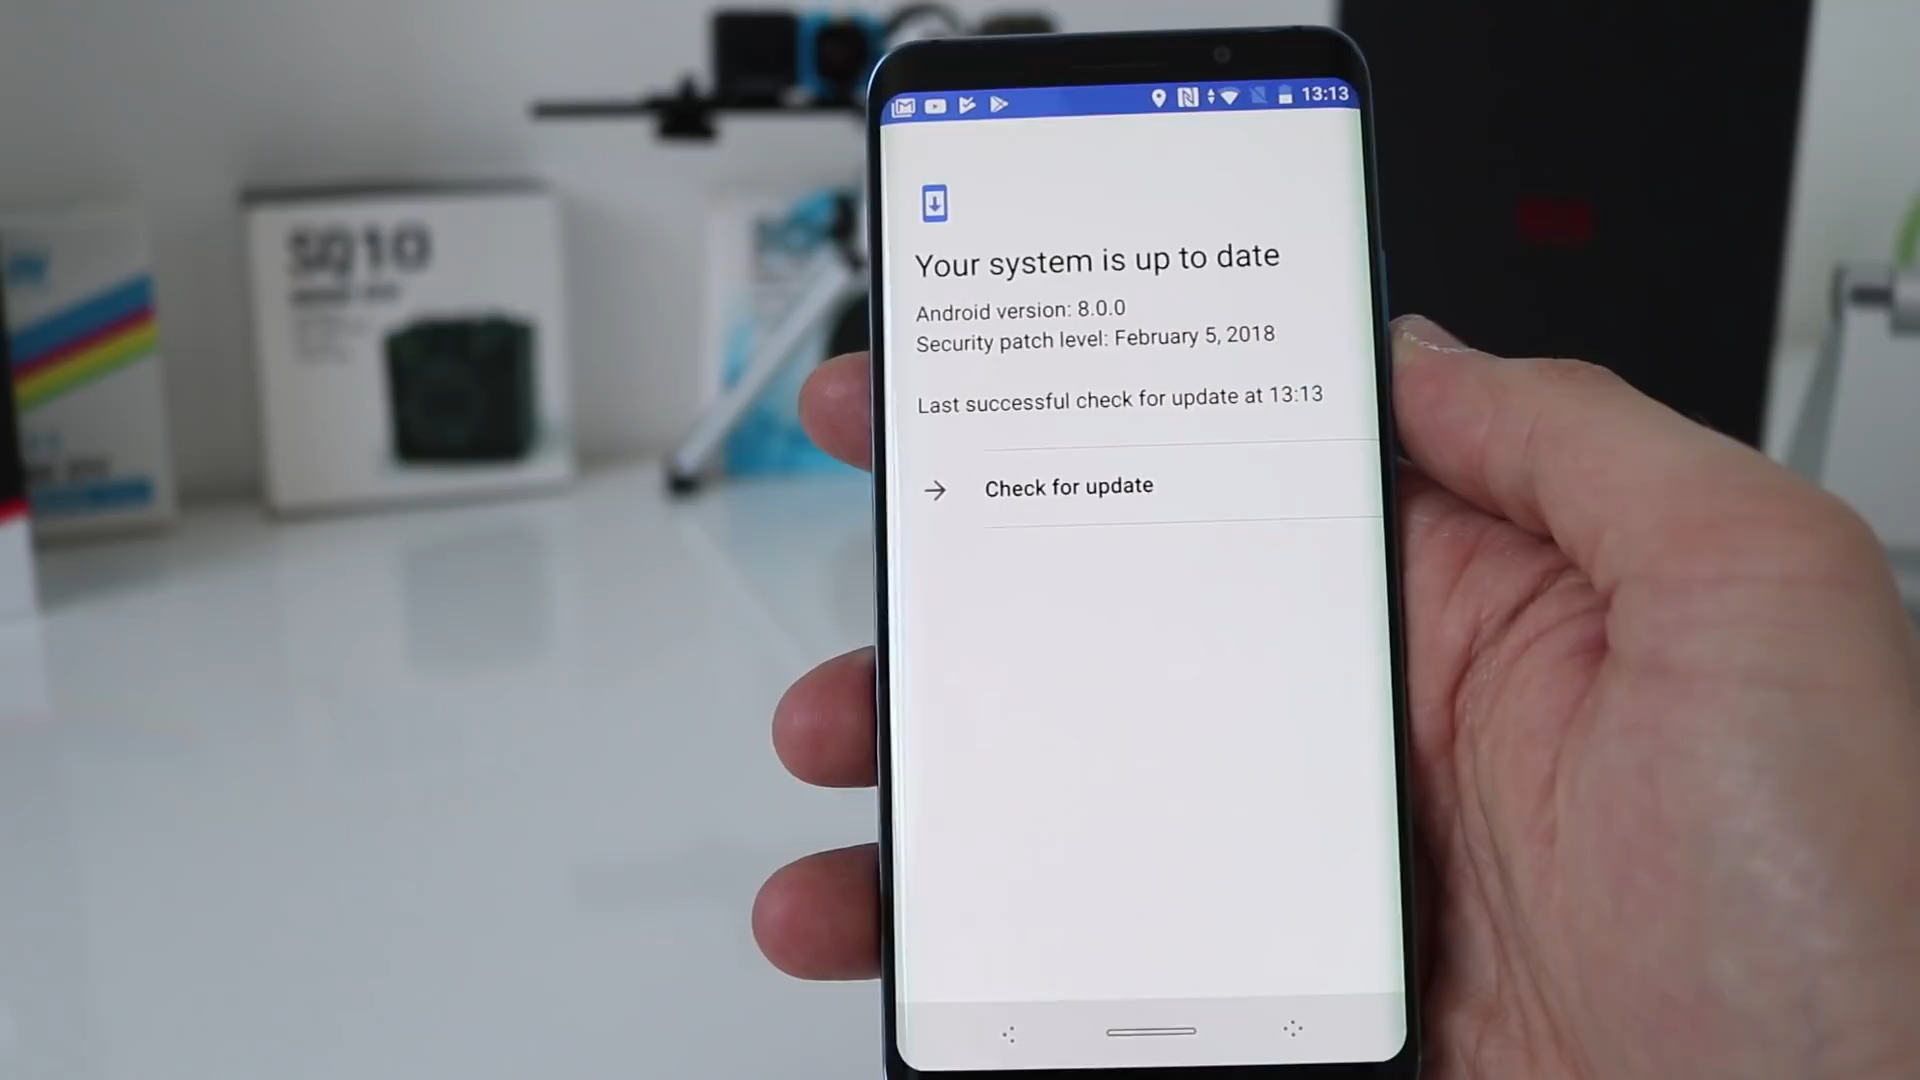 13:13
Your system is up to date
Android version: 8.0.0
Security patch level: February 5, 2018
Last successful check for update at 13:13
Check for update
SQ10